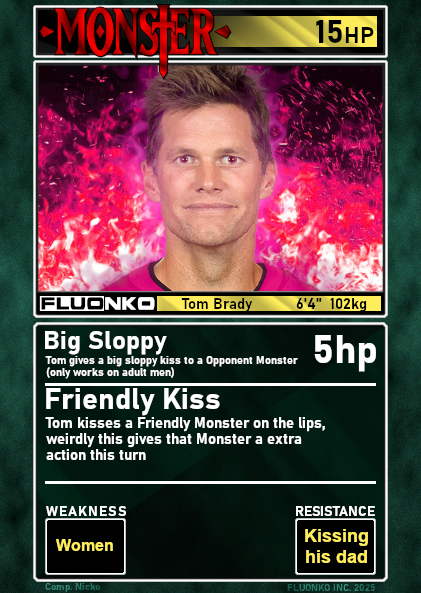 MONSTER
15HP
FLUONKO
Tom Brady
6'4" 102kg
Big Sloppy
5hp
Tom gives a big sloppy kiss to a Opponent Monster
(only works on adult men)
Friendly Kiss
Tom kisses a Friendly Monster on the lips,
weirdly this gives that Monster a extra
action this turn
WEAKNESS
RESISTANCE
Women
Kissing
his dad
Comp. Nicko
FLUONKO INC. 2025